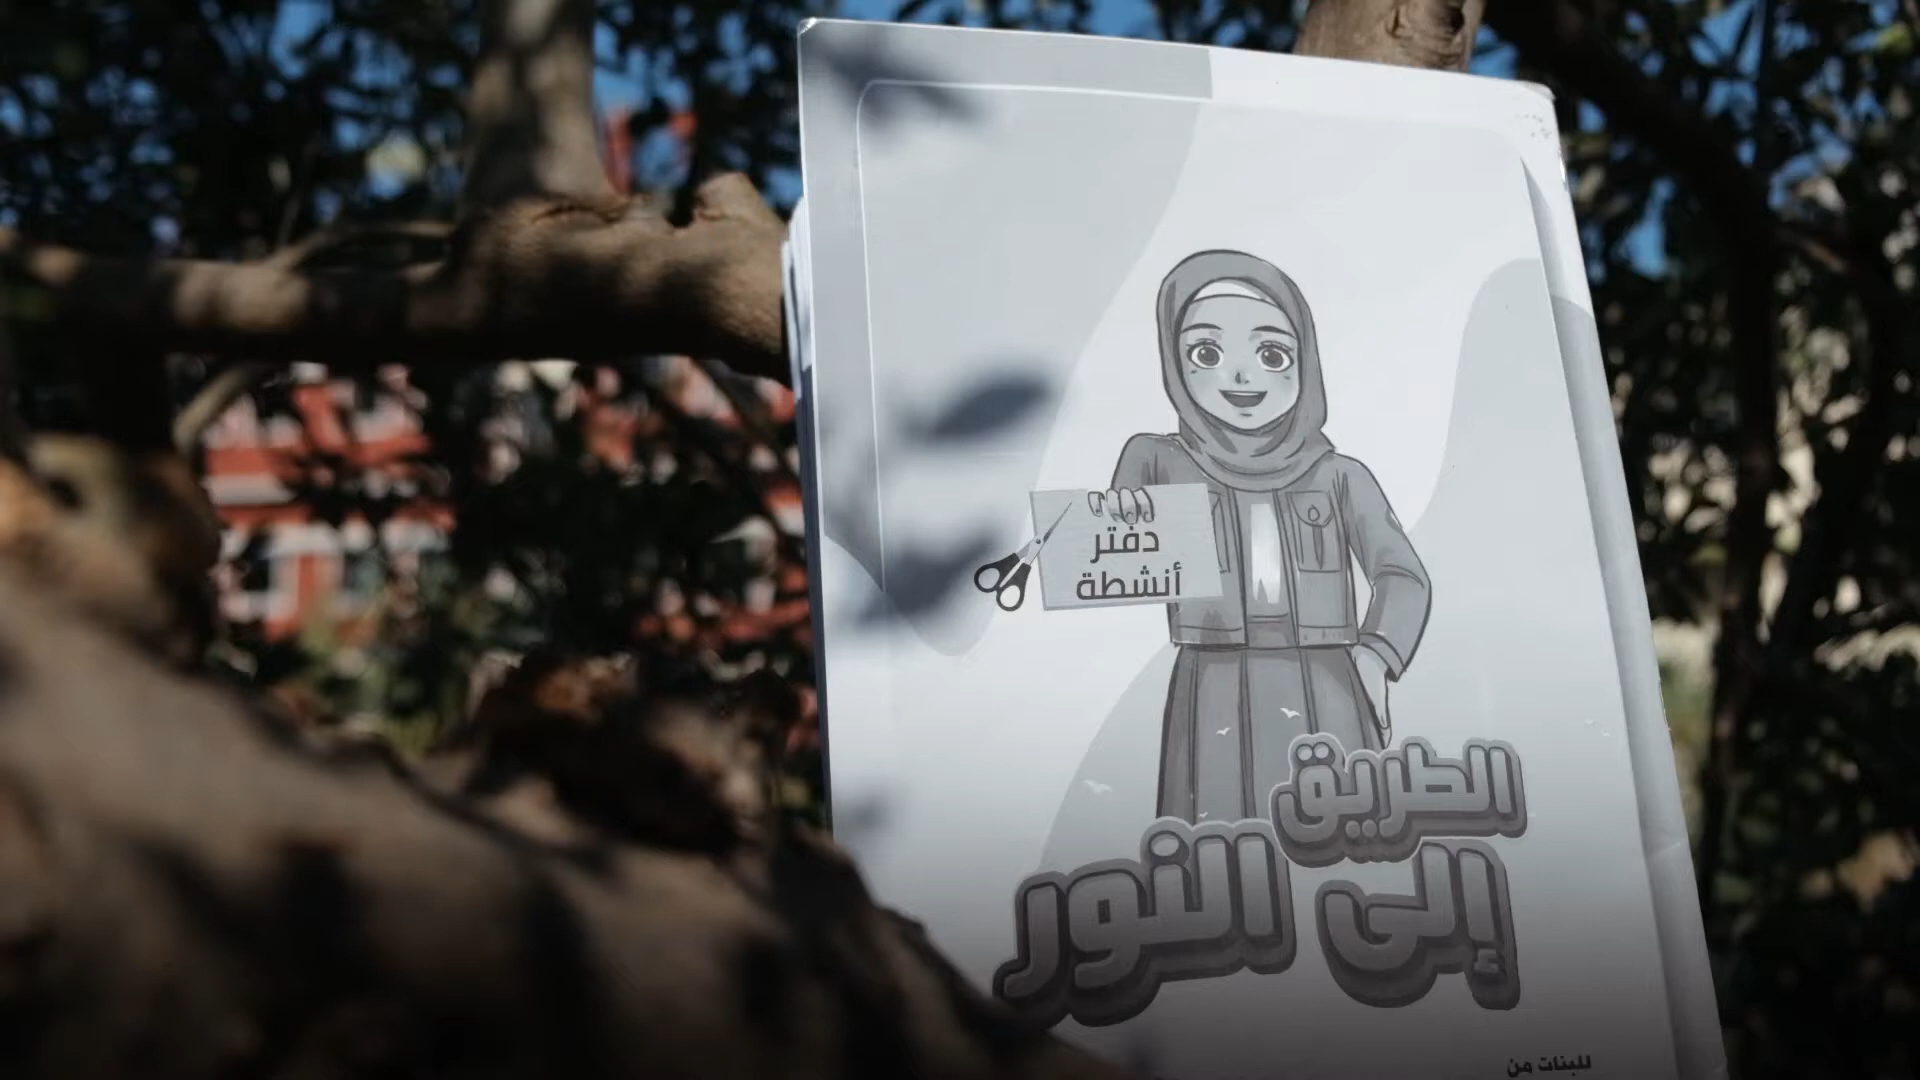 دفتر
أنشطة
الطريق
إلى النور
للبنات من